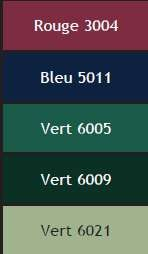 Rouge 3004
Bleu 5011
Vert 6005
Vert 6009
Vert 6021